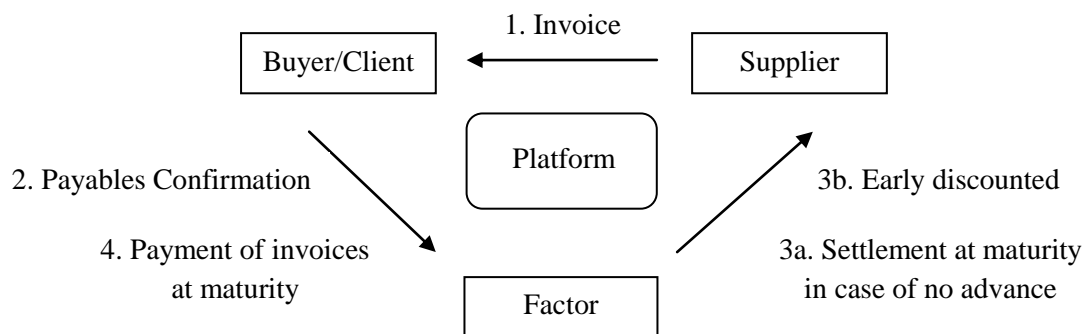 1. Invoice
Buyer/Client
Supplier
Platform
2. Payables Confirmation
3b. Early discounted
4. Payment of invoices
at maturity
3a. Settlement at maturity
in case of no advance
Factor